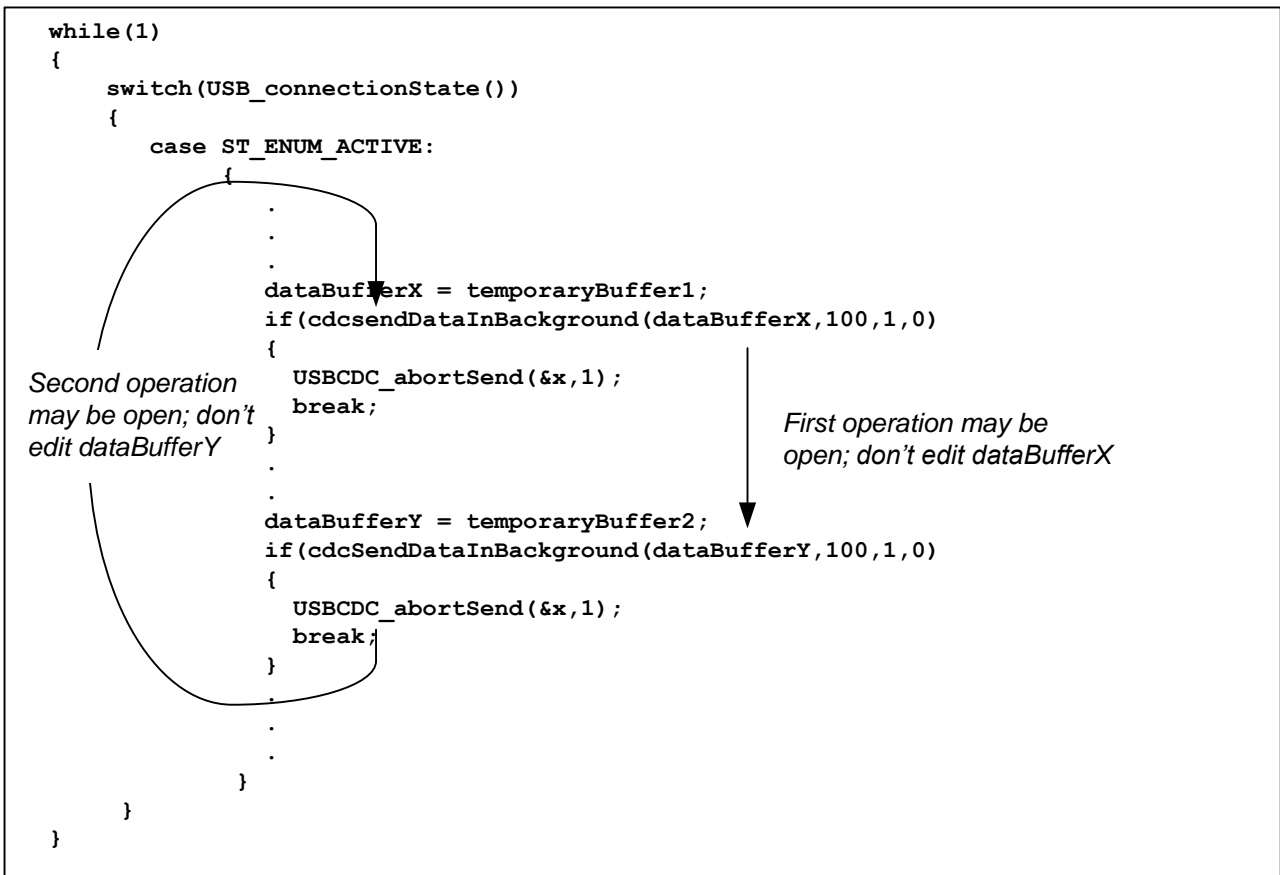 while(1)
{
switch(USB_connectionState())
{
case ST_ENUM_ACTIVE:
{
.
.
.
dataBufferX = temporaryBuffer1;
if(cdcsendDataInBackground(dataBufferX,100,1,0)
{
USBCDC_abortSend(&x,1);
break;
}
.
.
dataBufferY = temporaryBuffer2;
if(cdcSendDataInBackground(dataBufferY,100,1,0)
{
USBCDC_abortSend(&x,1);
break;
}
.
.
.
}
}
}
Second operation
may be open; don't
edit dataBufferY
First operation may be
open; don't edit dataBufferX